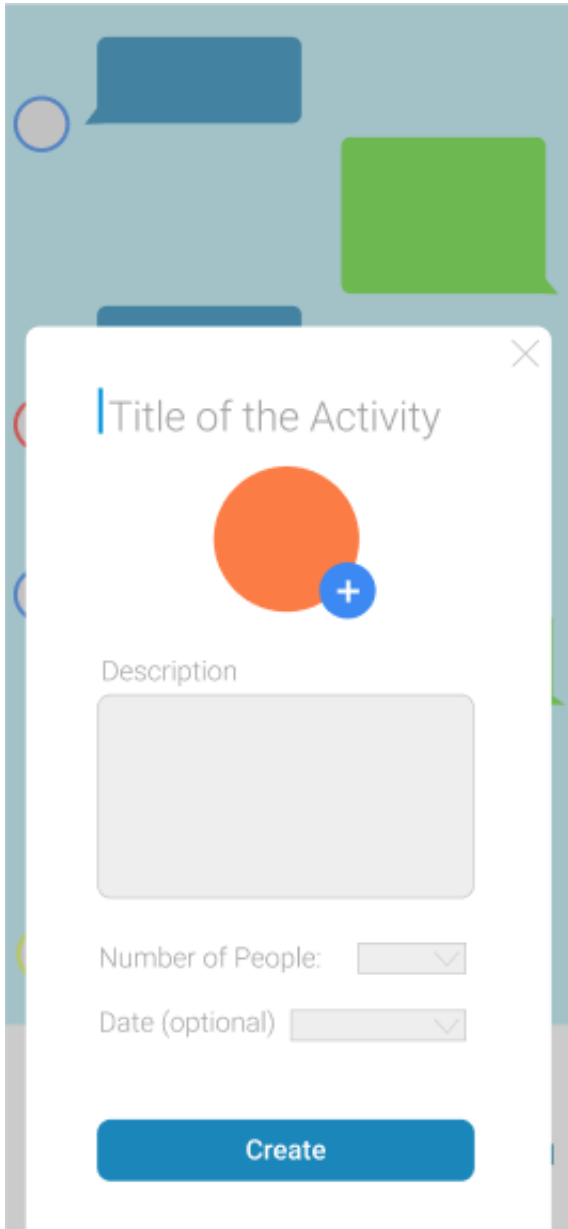 Title of the Activity
Description
Number of People:
Date (optional)
Create